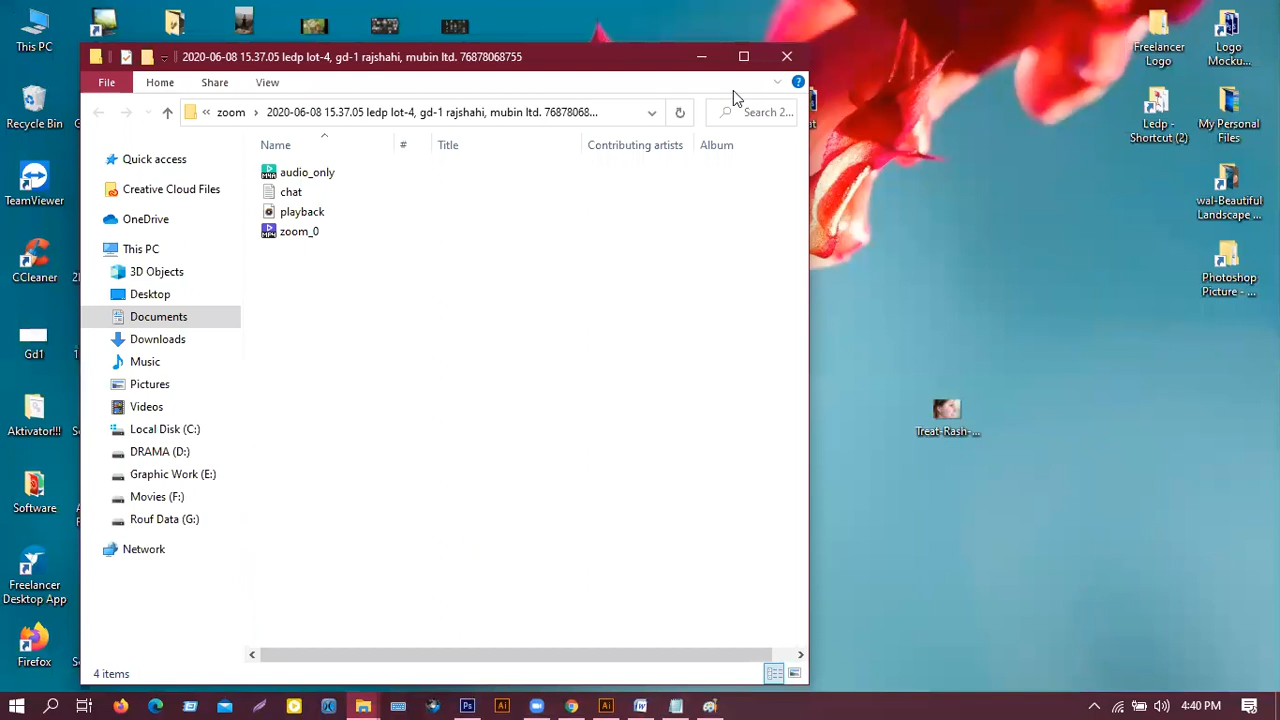 This PC
Recycle Bin
TeamViewer
CCleaner
Gd1
Aktivator!!!
Software
Freelancer
Desktop App
Firefox
2020-06-08 15.37.05 ledp lot-4, gd-1 rajshahi, mubin ltd. 76878068755
File
Home
Share
View
zoom
2020-06-08 15.37.05 ledp lot-4, gd-1 rajshahi, mubin ltd. 76878068...
Search 2...
Name
#
Title
Contributing artists
Album
Quick access
Creative Cloud Files
OneDrive
This PC
3D Objects
Desktop
Documents
Downloads
Music
Pictures
Videos
Local Disk (C:)
DRAMA (D:)
Graphic Work (E:)
Movies (F:)
Rouf Data (G:)
Network
audio_only
chat
playback
zoom_0
4 items
Freelancer
Logo
Logo
Mocku...
Ledp -
Shortcut (2)
My Personal
Files
wal-Beautiful
Landscape ...
Photoshop
Picture - ...
Treat-Rash-...
4:40 PM